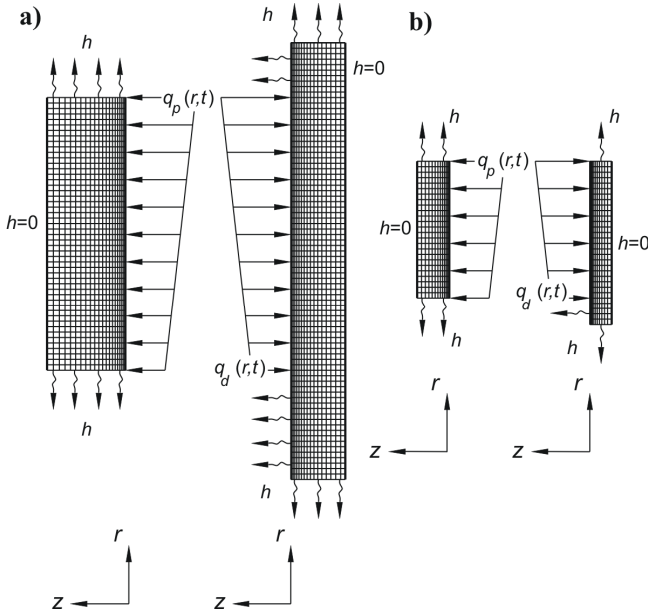 a)
h
h
h=0
q_p (r,t)
h=0
q_d (r,t)
h
h
r
z
r
z
b)
h
h
q_p (r,t)
h=0
h=0
q_d (r,t)
h
h
r
z
r
z